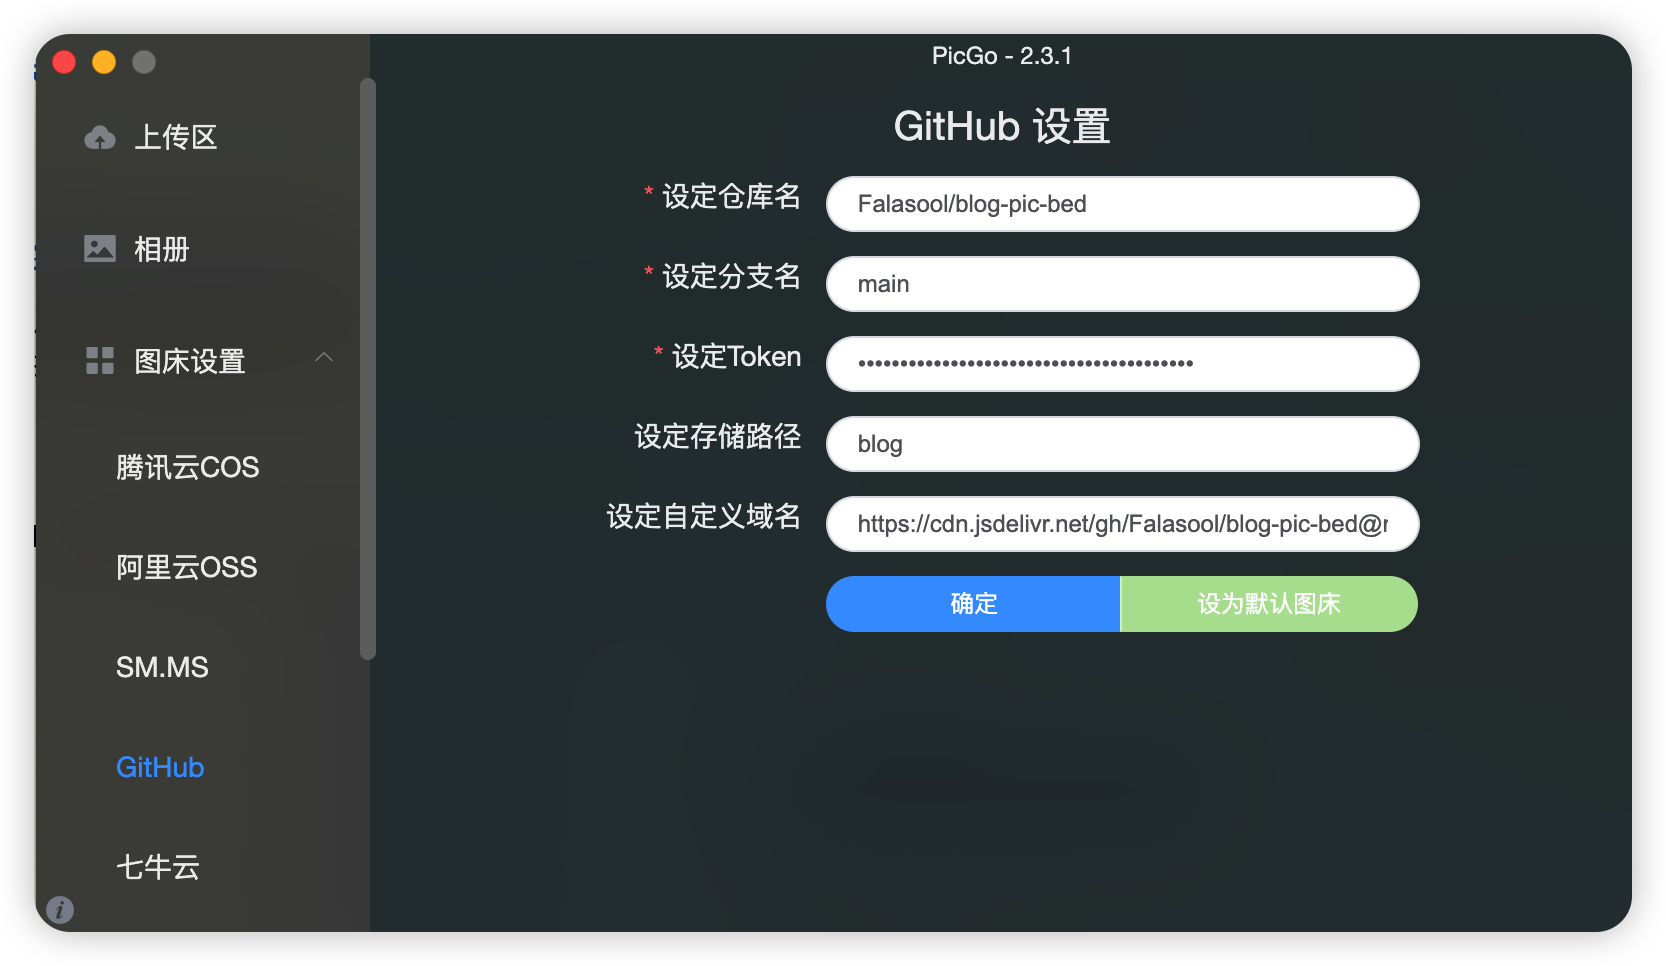 PicGo - 2.3.1
上传区
相册
图床设置
腾讯云COS
阿里云OSS
SM.MS
GitHub
七牛云
GitHub 设置
* 设定仓库名
Falasool/blog-pic-bed
* 设定分支名
main
* 设定Token
••••••••••••••••••••••••••••••••••••••••
设定存储路径
blog
设定自定义域名
https://cdn.jsdelivr.net/gh/Falasool/blog-pic-bed@
确定
设为默认图床